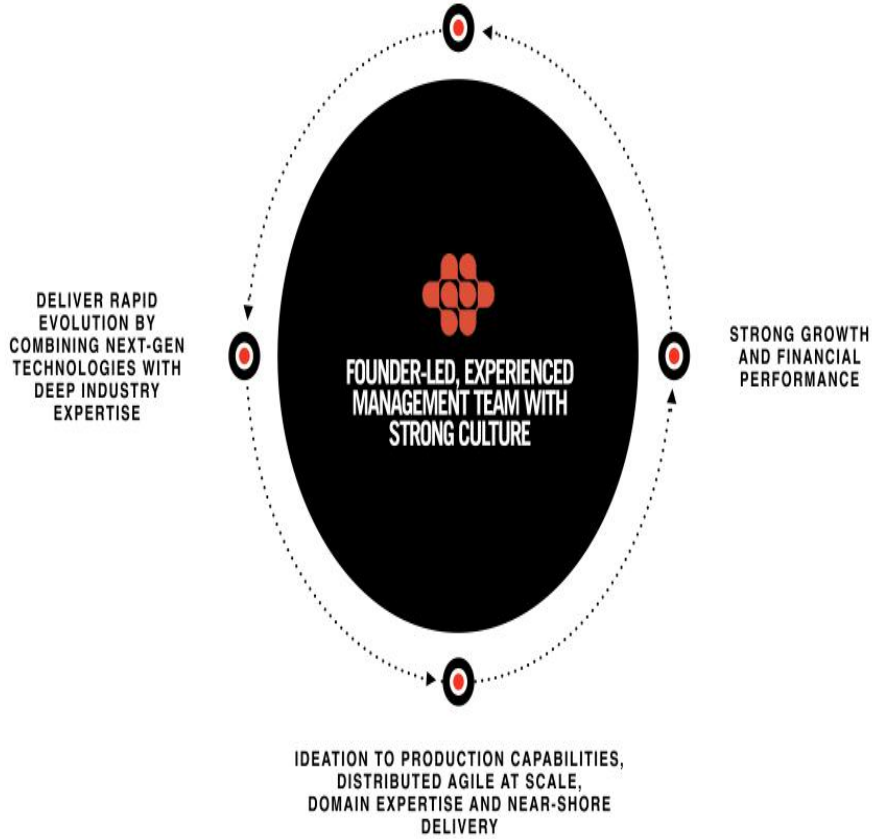 DELIVER RAPID
EVOLUTION BY
COMBINING NEXT-GEN
TECHNOLOGIES WITH
DEEP INDUSTRY
EXPERTISE
FOUNDER-LED, EXPERIENCED
MANAGEMENT TEAM WITH
STRONG CULTURE
STRONG GROWTH
AND FINANCIAL
PERFORMANCE
IDEATION TO PRODUCTION CAPABILITIES,
DISTRIBUTED AGILE AT SCALE,
DOMAIN EXPERTISE AND NEAR-SHORE
DELIVERY